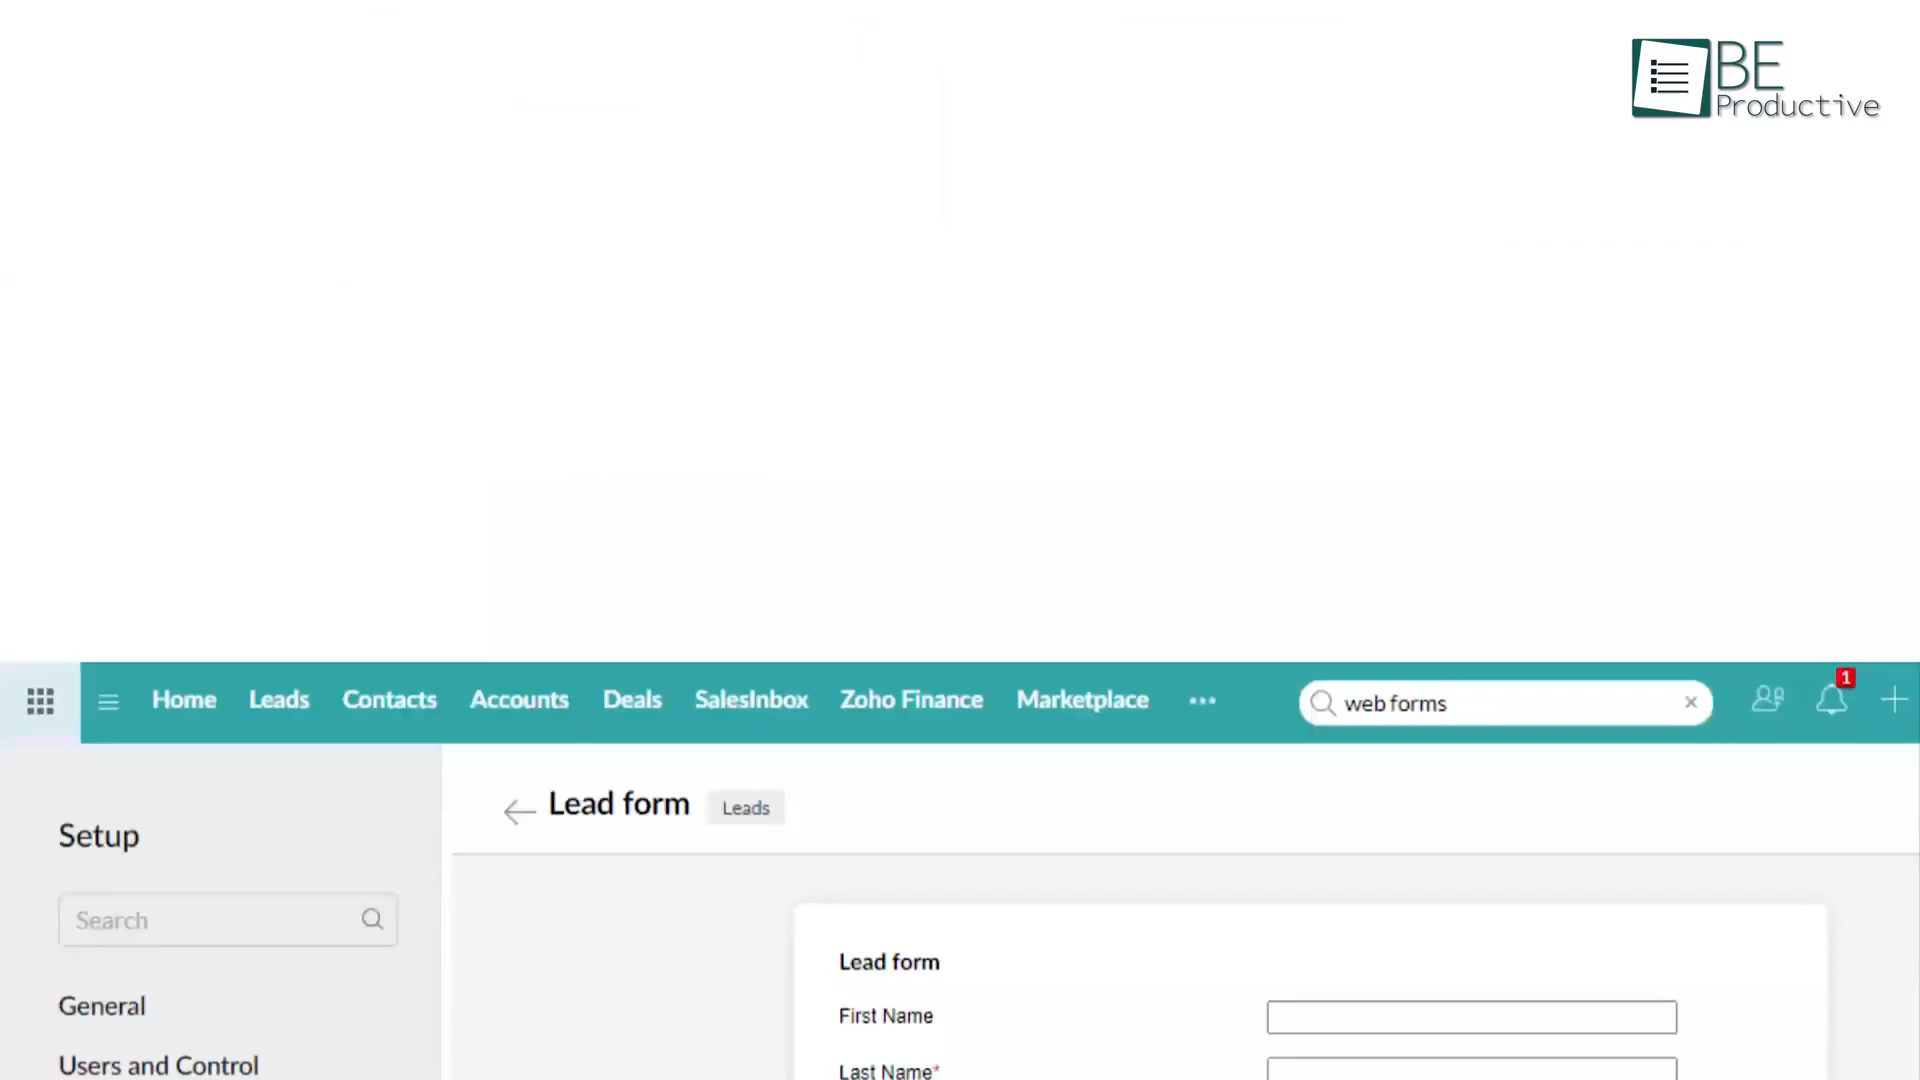 BE
Productive
Home Leads Contacts Accounts Deals SalesInbox Zoho Finance Marketplace ••• web forms × 1
Lead form Leads
Setup
Search
Lead form
General
First Name
Users and Control
Last Name*